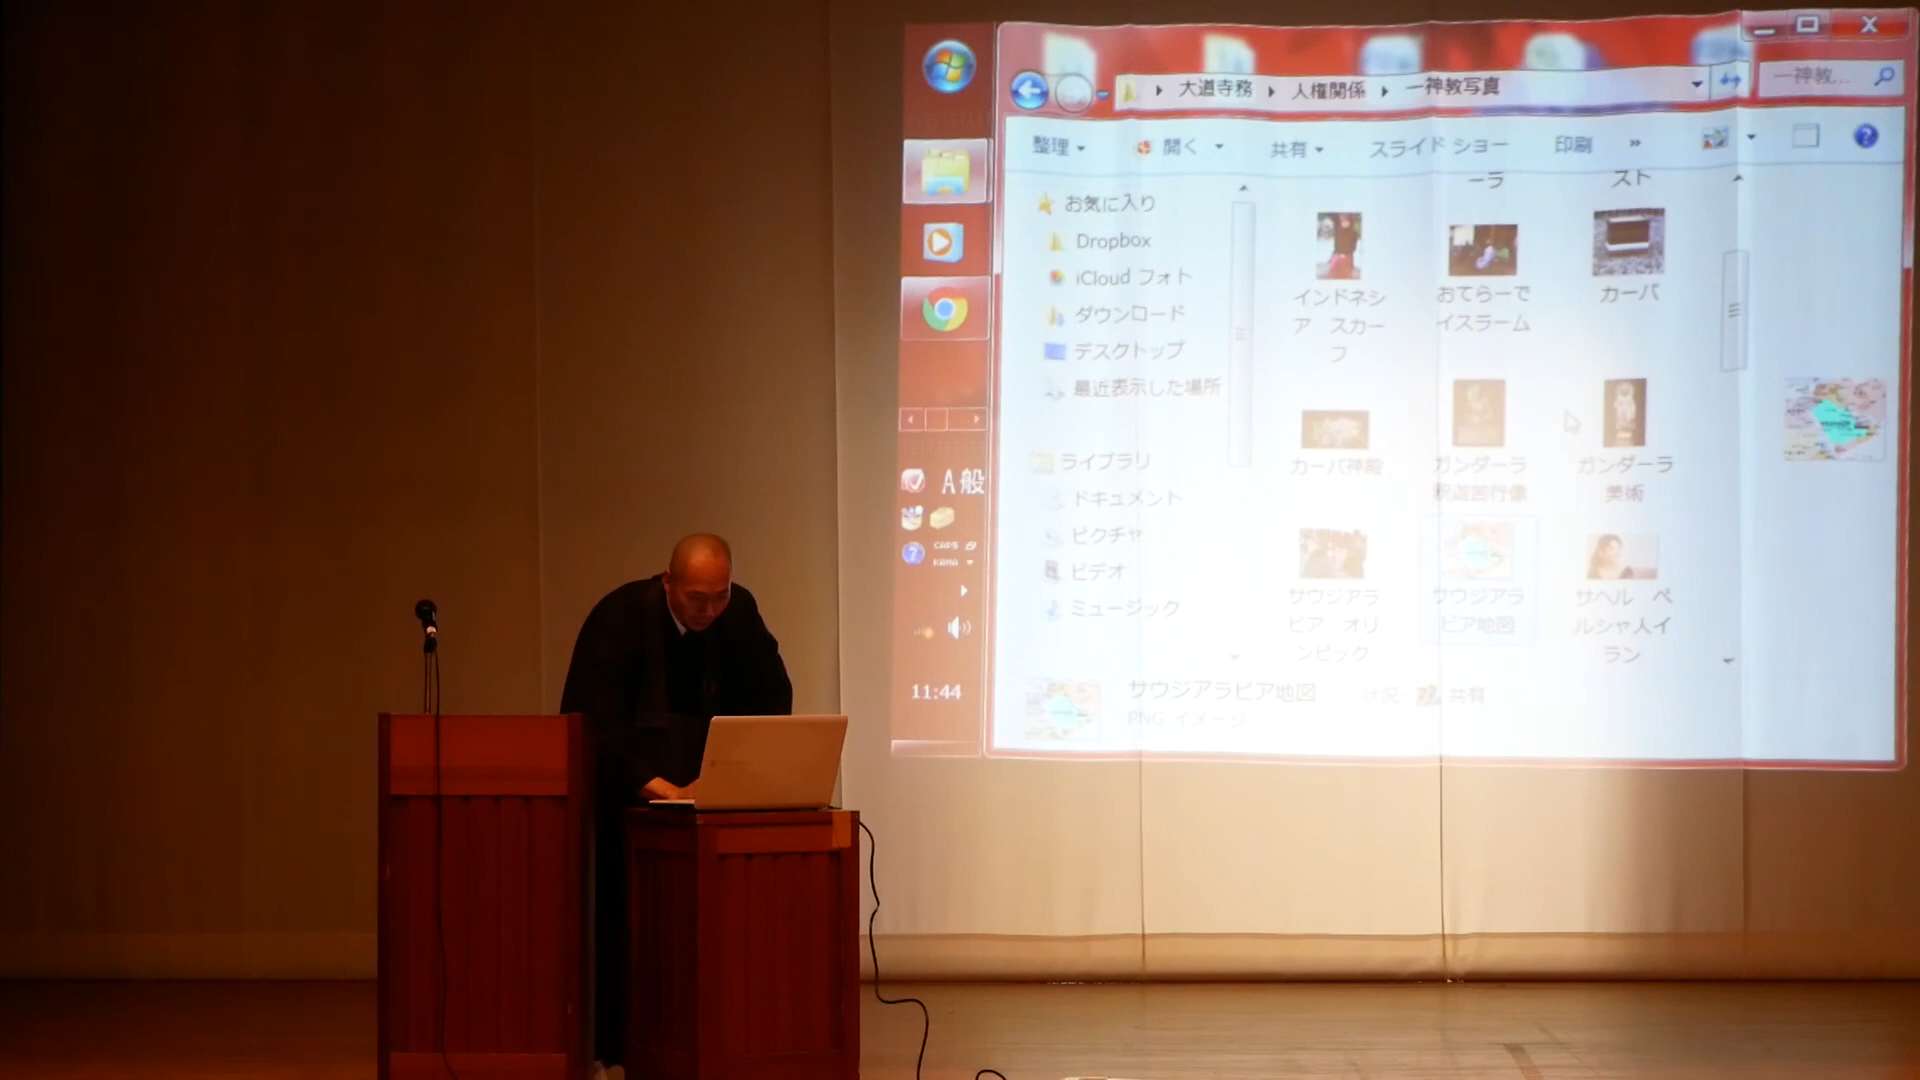 大道寺務 人権関係 一神教写真
一神教...
整理 開く 共有 スライド ショー 印刷 »
お気に入り
Dropbox
iCloud フォト
ダウンロード
デスクトップ
最近表示した場所
ライブラリ
ドキュメント
ピクチャ
ビデオ
ミュージック
ーラ
スト
インドネシ
ア スカー
フ
おてらーで
イスラーム
カーバ
カーバ神殿
ガンダーラ
釈迦苦行像
ガンダーラ
美術
サウジアラ
ビア オリ
ンピック
サウジアラ
ビア地図
サヘル ペ
ルシャ人イ
ラン
サウジアラビア地図
状況: 共有
PNG イメージ
A 般
CAPS
KANA
11:44